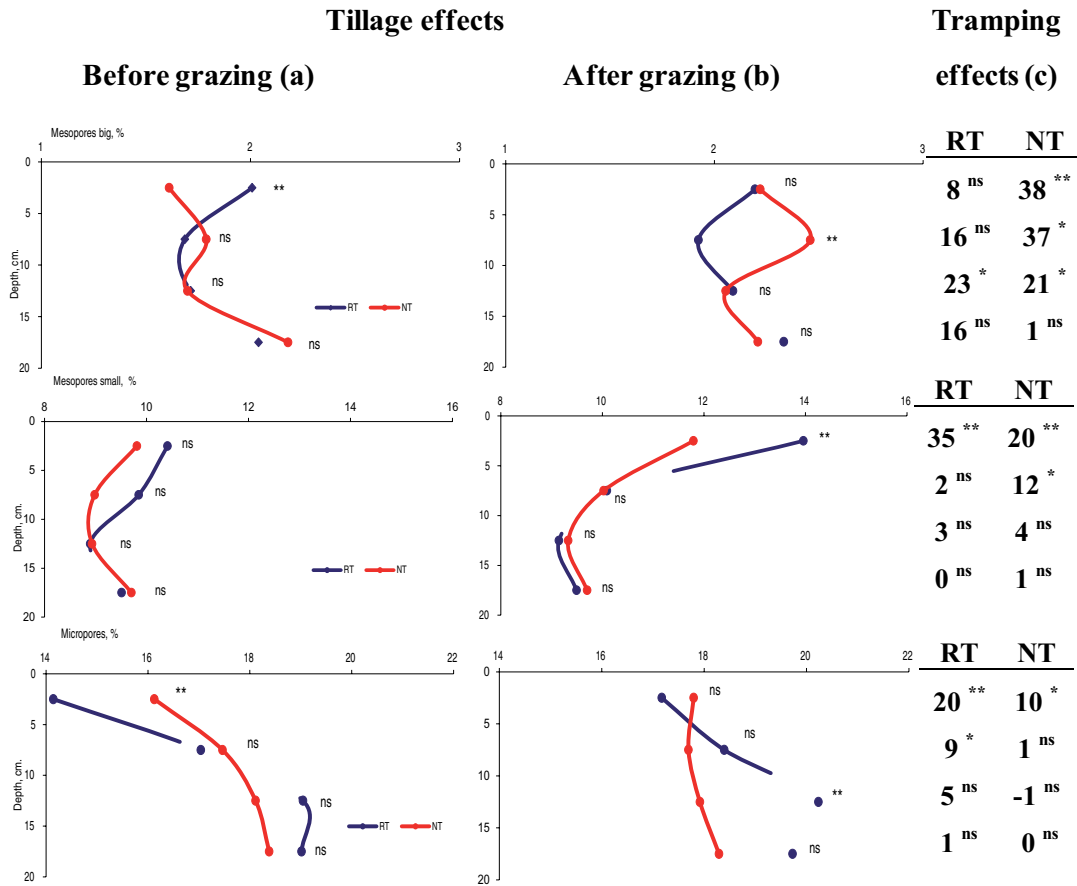 Tillage effects
Tramping
Before grazing (a)
After grazing (b)
effects (c)
Mesopores big, %
1 2 3
1 2 3
0
5
10
15
20
Depth, cm.
**
ns
ns
ns
RT NT
0
5
10
15
20
ns
**
ns
RT NT
8 ns 38 **
16 ns 37 *
23 * 21 *
16 ns 1 ns
Mesopores small, %
8 10 12 14 16
8 10 12 14 16
0
5
10
15
20
Depth, cm.
ns
ns
ns
ns
RT NT
0
5
10
15
20
**
ns
ns
ns
RT NT
35 ** 20 **
2 ns 12 *
3 ns 4 ns
0 ns 1 ns
Micropores, %
14 16 18 20 22
14 16 18 20 22
0
5
10
15
20
Depth, cm.
**
ns
ns
ns
RT NT
0
5
10
15
20
ns
ns
**
ns
RT NT
20 ** 10 *
9 * 1 ns
5 ns -1 ns
1 ns 0 ns